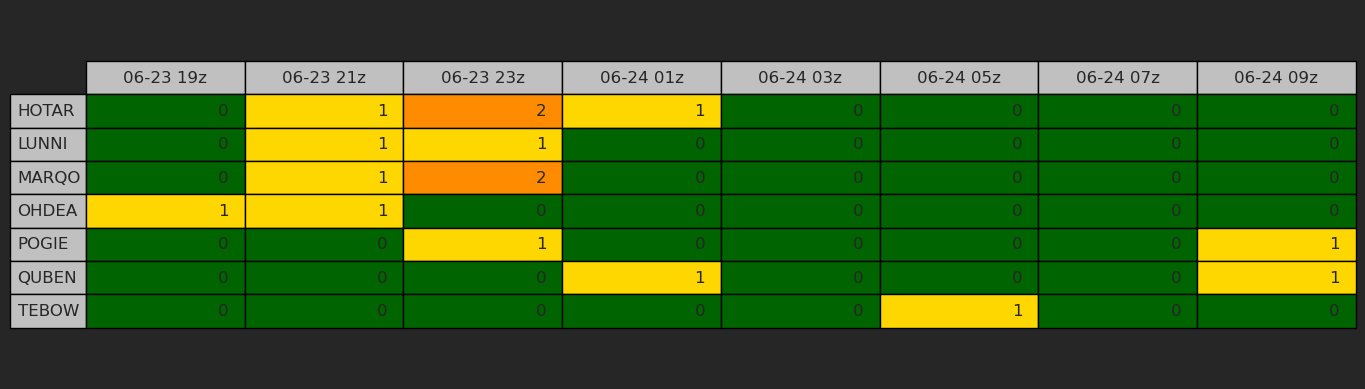 06-23 19z 06-23 21z 06-23 23z 06-24 01z 06-24 03z 06-24 05z 06-24 07z 06-24 09z
HOTAR 0 1 2 1 0 0 0 0
LUNNI 0 1 1 0 0 0 0 0
MARQO 0 1 2 0 0 0 0 0
OHDEA 1 1 0 0 0 0 0 0
POGIE 0 0 1 0 0 0 0 1
QUBEN 0 0 0 1 0 0 0 1
TEBOW 0 0 0 0 0 1 0 0